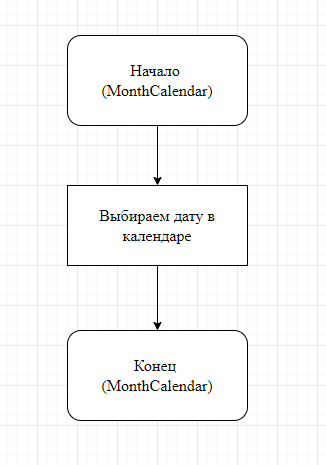 Начало
(MonthCalendar)
Выбираем дату в
календаре
Конец
(MonthCalendar)